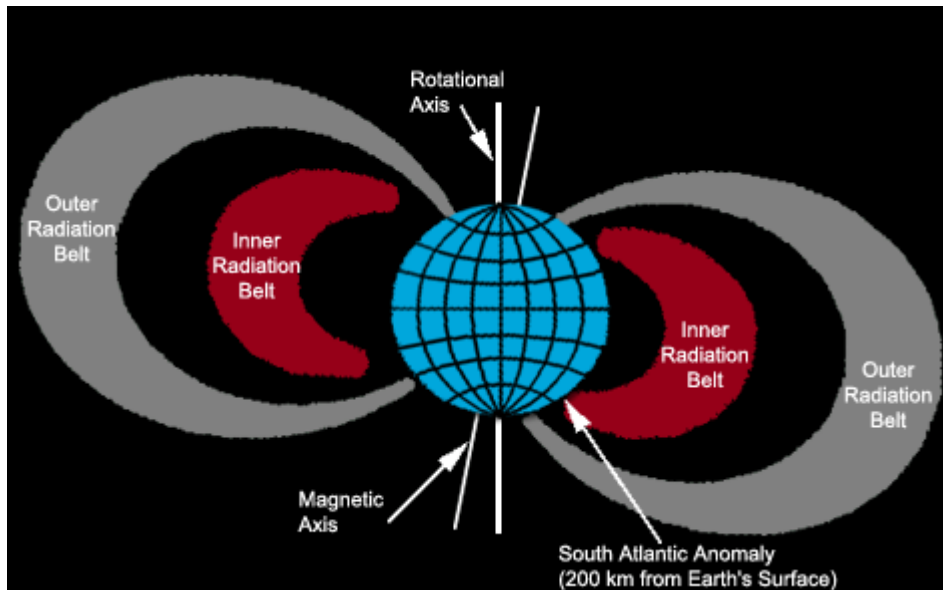 Rotational
Axis
Outer
Radiation
Belt
Inner
Radiation
Belt
Inner
Radiation
Belt
Outer
Radiation
Belt
Magnetic
Axis
South Atlantic Anomaly
(200 km from Earth's Surface)